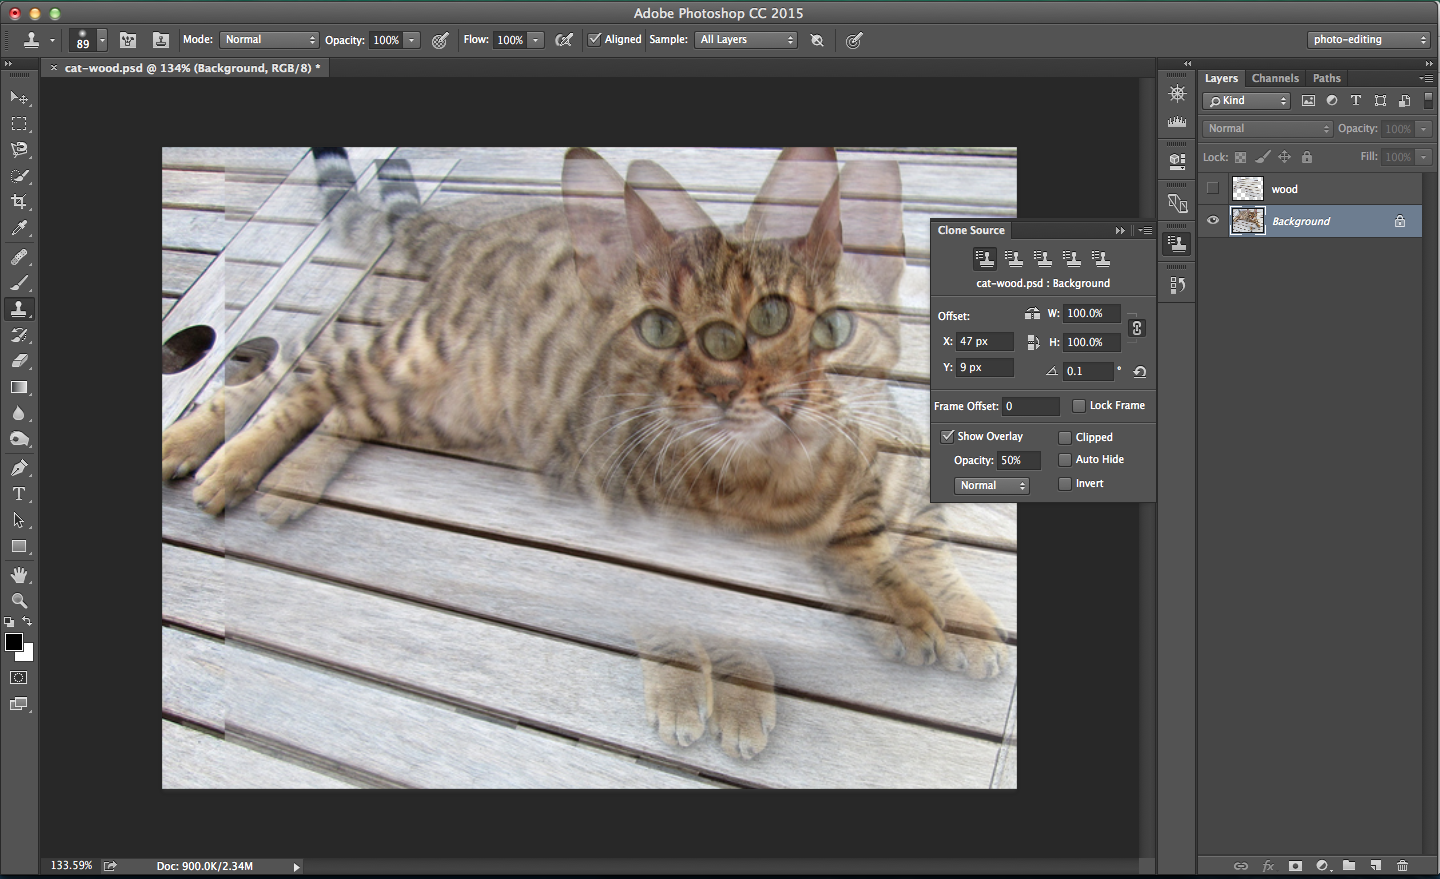 Adobe Photoshop CC 2015
89 Mode: Normal Opacity: 100% Flow: 100% Aligned Sample: All Layers photo-editing
× cat-wood.psd @ 134% (Background, RGB/8) *
Layers Channels Paths
Kind
Normal Opacity: 100%
Lock: Fill: 100%
wood
Background
Clone Source
cat-wood.psd : Background
Offset: W: 100.0%
X: 47 px H: 100.0%
Y: 9 px 0.1 °
Frame Offset: 0 Lock Frame
Show Overlay Clipped
Opacity: 50% Auto Hide
Normal Invert
133.59% Doc: 900.0K/2.34M